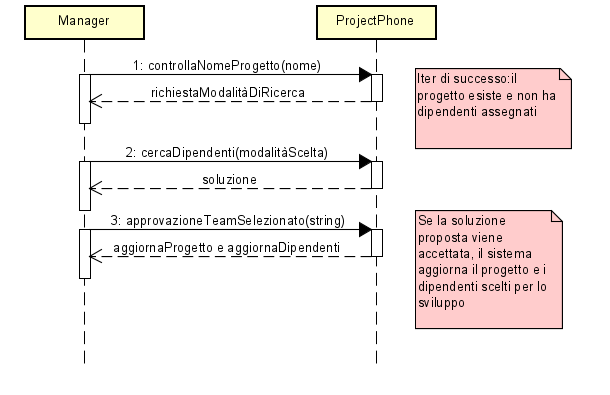 Manager
ProjectPhone
1: controllaNomeProgetto(nome)
richiestaModalitàDiRicerca
Iter di successo:il
progetto esiste e non ha
dipendenti assegnati
2: cercaDipendenti(modalitàScelta)
soluzione
3: approvazioneTeamSelezionato(string)
aggiornaProgetto e aggiornaDipendenti
Se la soluzione
proposta viene
accettata, il sistema
aggiorna il progetto e i
dipendenti scelti per lo
sviluppo